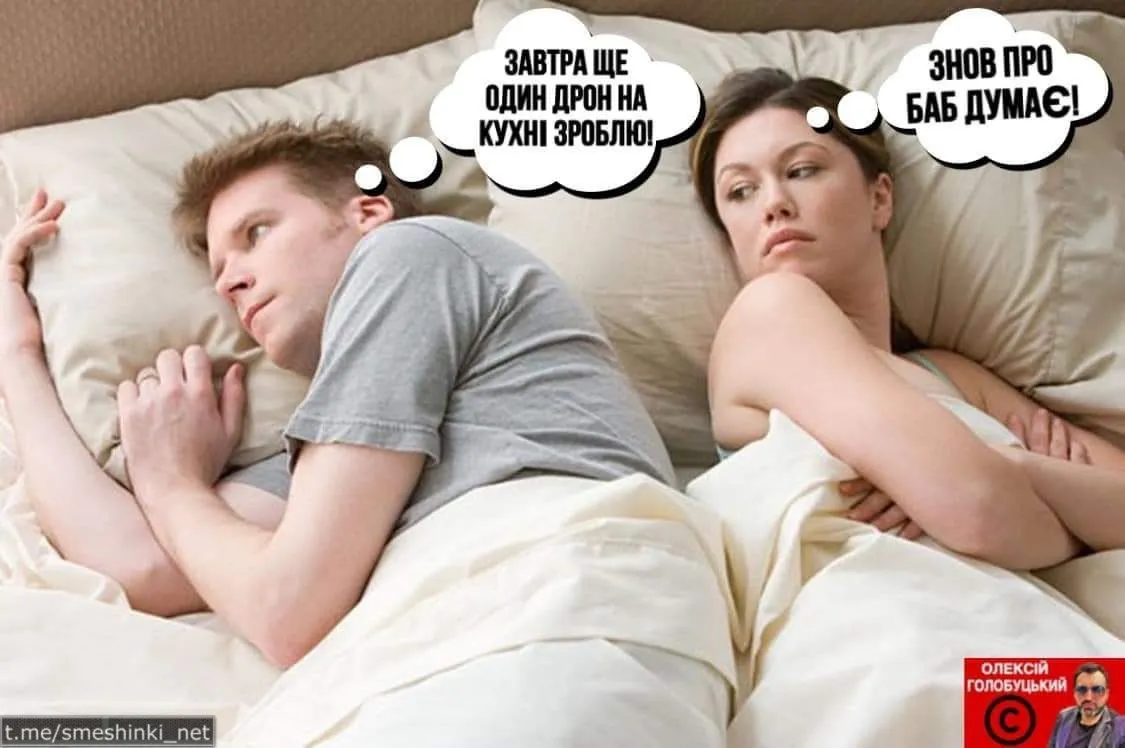 ЗАВТРА ЩЕ
ОДИН ДРОН НА
КУХНІ ЗРОБЛЮ!
ЗНОВ ПРО
БАБ ДУМАЄ!
ОЛЕКСІЙ
ГОЛОБУЦЬКИЙ
©
t.me/smeshinki_net